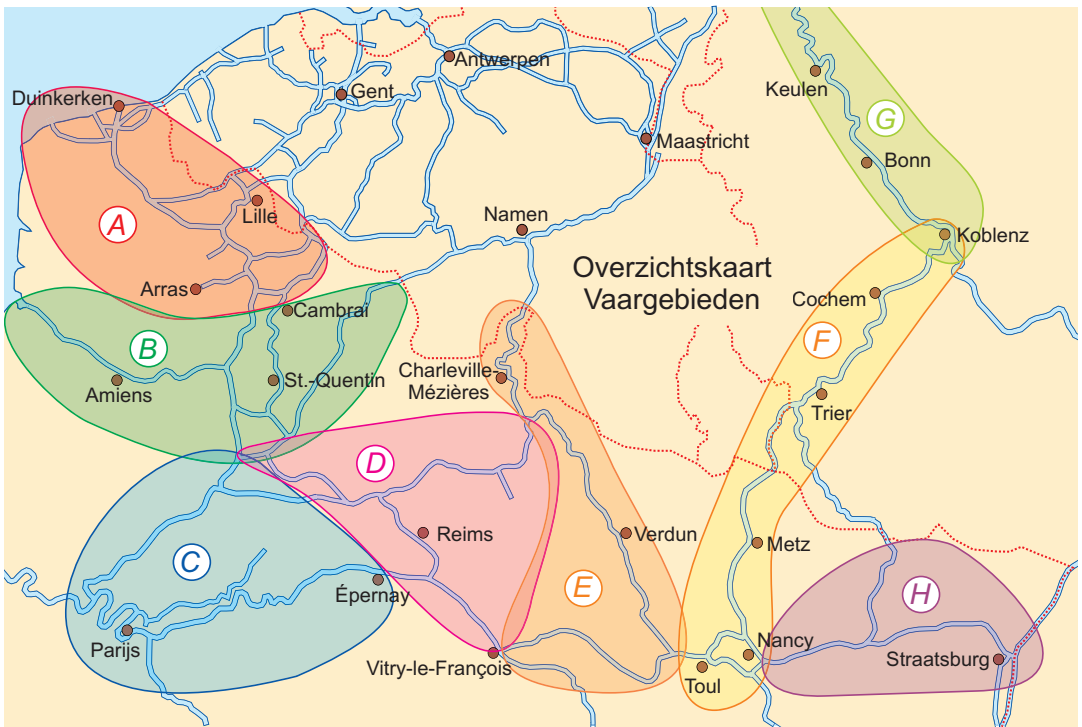 Antwerpen
Keulen
Duinkerken
Gent
G
Maastricht
Bonn
Lille
A
Namen
Koblenz
Overzichtskaart
Vaargebieden
Arras
Cochem
Cambrai
B
F
Charleville-
Mézières
Amiens
St.-Quentin
Trier
D
Reims
Verdun
Metz
C
E
H
Épernay
Parijs
Nancy
Vitry-le-François
Straatsburg
Toul